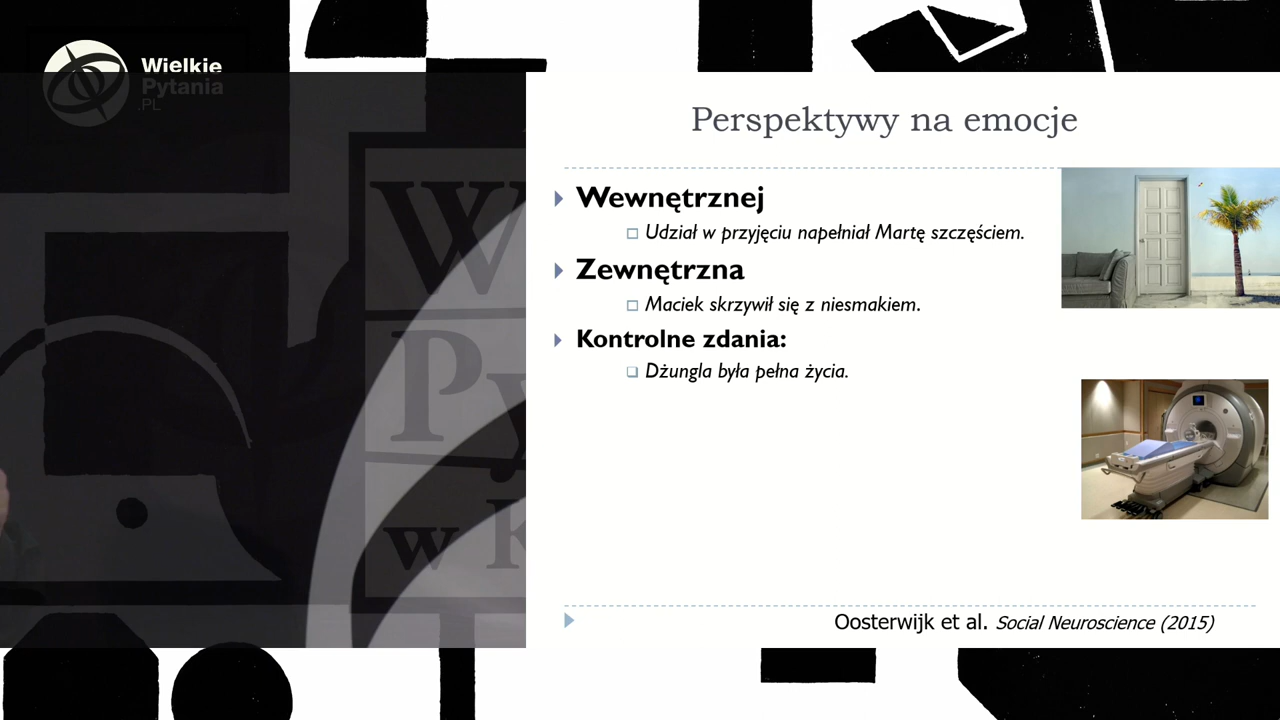 Wielkie
Pytania
.PL
W
Py
w K
Perspektywy na emocje
Wewnętrznej
Udział w przyjęciu napełniał Martę szczęściem.
Zewnętrzna
Maciek skrzywił się z niesmakiem.
Kontrolne zdania:
Dżungla była pełna życia.
Oosterwijk et al. Social Neuroscience (2015)